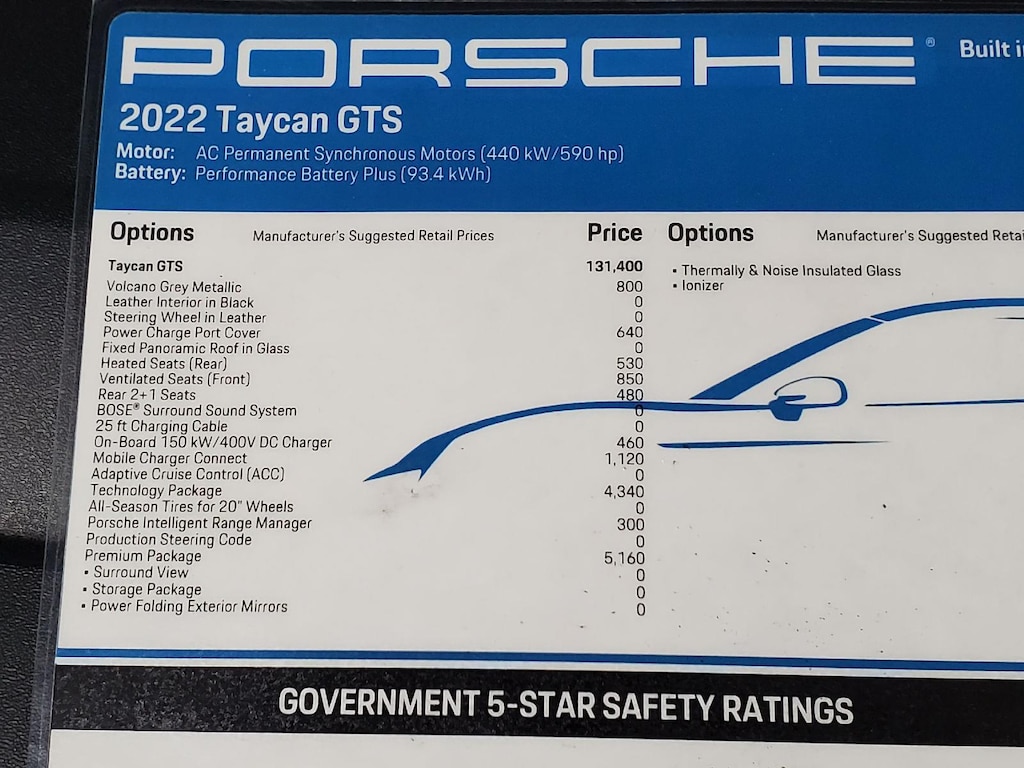 PORSCHE® Built in
2022 Taycan GTS
Motor: AC Permanent Synchronous Motors (440 kW/590 hp)
Battery: Performance Battery Plus (93.4 kWh)
Options Manufacturer's Suggested Retail Prices Price
Taycan GTS 131,400
Volcano Grey Metallic 800
Leather Interior in Black 0
Steering Wheel in Leather 0
Power Charge Port Cover 640
Fixed Panoramic Roof in Glass 0
Heated Seats (Rear) 530
Ventilated Seats (Front) 850
Rear 2+1 Seats 480
BOSE® Surround Sound System 0
25 ft Charging Cable 0
On-Board 150 kW/400V DC Charger 460
Mobile Charger Connect 1,120
Adaptive Cruise Control (ACC) 0
Technology Package 4,340
All-Season Tires for 20" Wheels 0
Porsche Intelligent Range Manager 300
Production Steering Code 0
Premium Package 5,160
• Surround View 0
• Storage Package 0
• Power Folding Exterior Mirrors 0
Options Manufacturer's Suggested Retai
• Thermally & Noise Insulated Glass
• Ionizer
GOVERNMENT 5-STAR SAFETY RATINGS